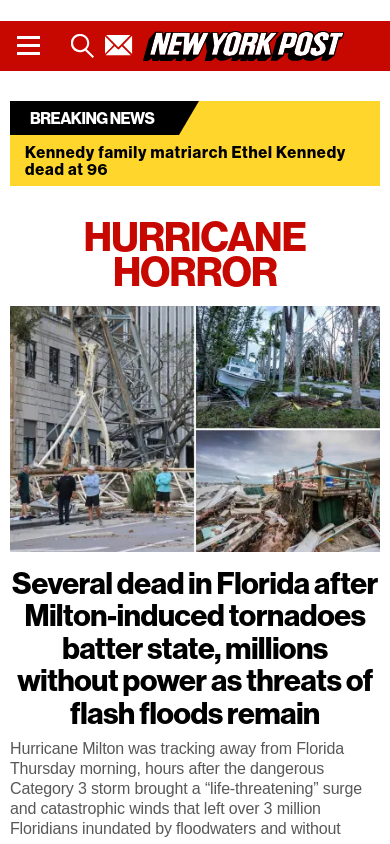 NEW YORK POST
BREAKING NEWS
Kennedy family matriarch Ethel Kennedy
dead at 96
HURRICANE
HORROR
Several dead in Florida after
Milton-induced tornadoes
batter state, millions
without power as threats of
flash floods remain
Hurricane Milton was tracking away from Florida
Thursday morning, hours after the dangerous
Category 3 storm brought a “life-threatening” surge
and catastrophic winds that left over 3 million
Floridians inundated by floodwaters and without